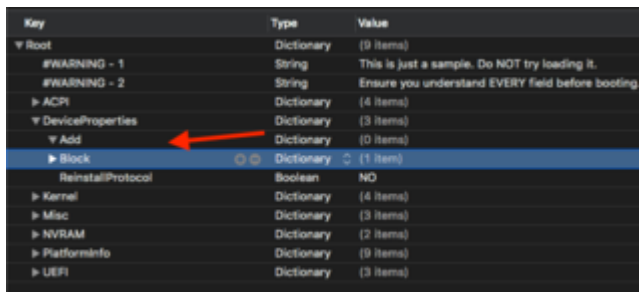 Key Type Value
Root Dictionary (9 items)
#WARNING - 1 String This is just a sample. Do NOT try loading it.
#WARNING - 2 String Ensure you understand EVERY field before booting.
ACPI Dictionary (4 items)
DeviceProperties Dictionary (3 items)
Add Dictionary (0 items)
Block Dictionary (1 item)
ReinstallProtocol Boolean NO
Kernel Dictionary (4 items)
Misc Dictionary (3 items)
NVRAM Dictionary (2 items)
PlatformInfo Dictionary (9 items)
UEFI Dictionary (3 items)